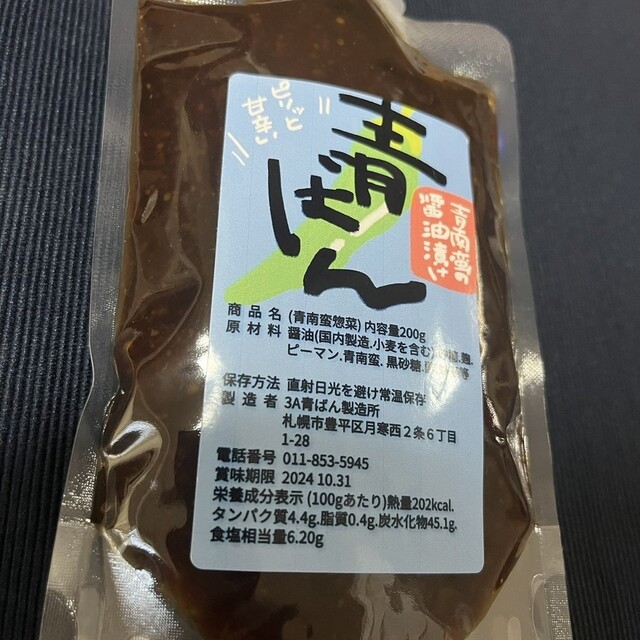 ピリッと
甘辛い
青ばん
青南蛮の
醤油漬け
商品名 (青南蛮惣菜) 内容量200g
原材料 醤油(国内製造.小麦を含む)
ピーマン.青南蛮.黒砂糖.
保存方法 直射日光を避け常温保存
製造者 3A青ばん製造所
札幌市豊平区月寒西2条6丁目
1-28
電話番号 011-853-5945
賞味期限 2024 10.31
栄養成分表示 (100gあたり)熱量202kcal.
タンパク質4.4g.脂質0.4g.炭水化物45.1g.
食塩相当量6.20g